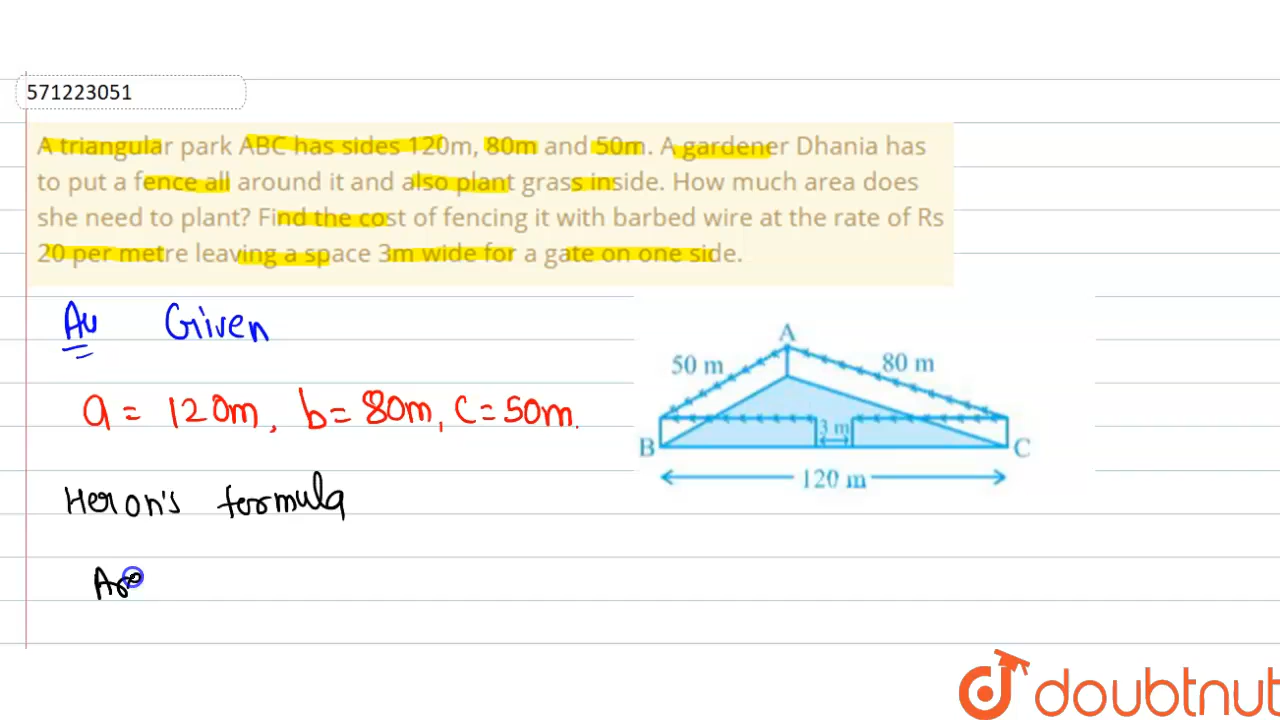 571223051
A triangular park ABC has sides 120m, 80m and 50m. A gardener Dhania has
to put a fence all around it and also plant grass inside. How much area does
she need to plant? Find the cost of fencing it with barbed wire at the rate of Rs
20 per metre leaving a space 3m wide for a gate on one side.
Given
a = 120m, b = 80m, c = 50m.
Heron's formula
A
50 m
80 m
3 m
B
C
120 m
doubtnut